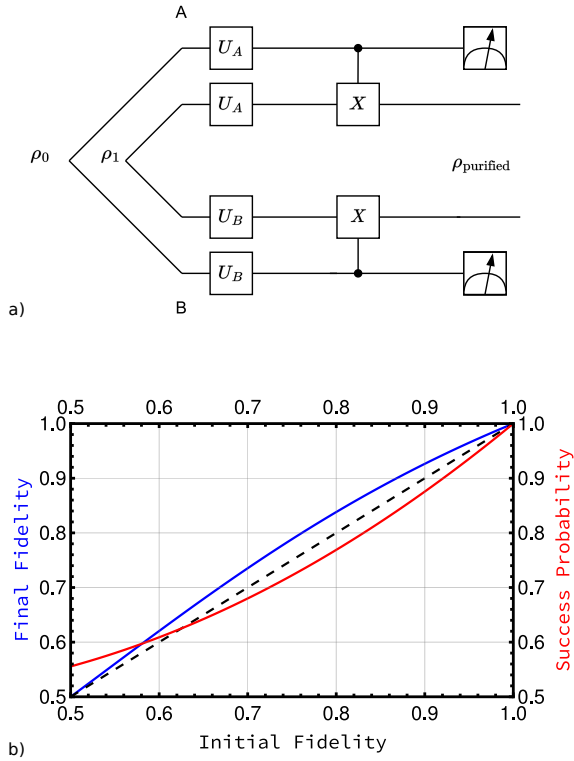 A
U_A
U_A X
ρ₀ ρ₁ ρ_purified
U_B X
U_B
B
a)
0.5 0.6 0.7 0.8 0.9 1.0
1.0 1.0
0.9 0.9
0.8 0.8
0.7 0.7
0.6 0.6
0.5 0.5
0.5 0.6 0.7 0.8 0.9 1.0
Final Fidelity
Success Probability
Initial Fidelity
b)